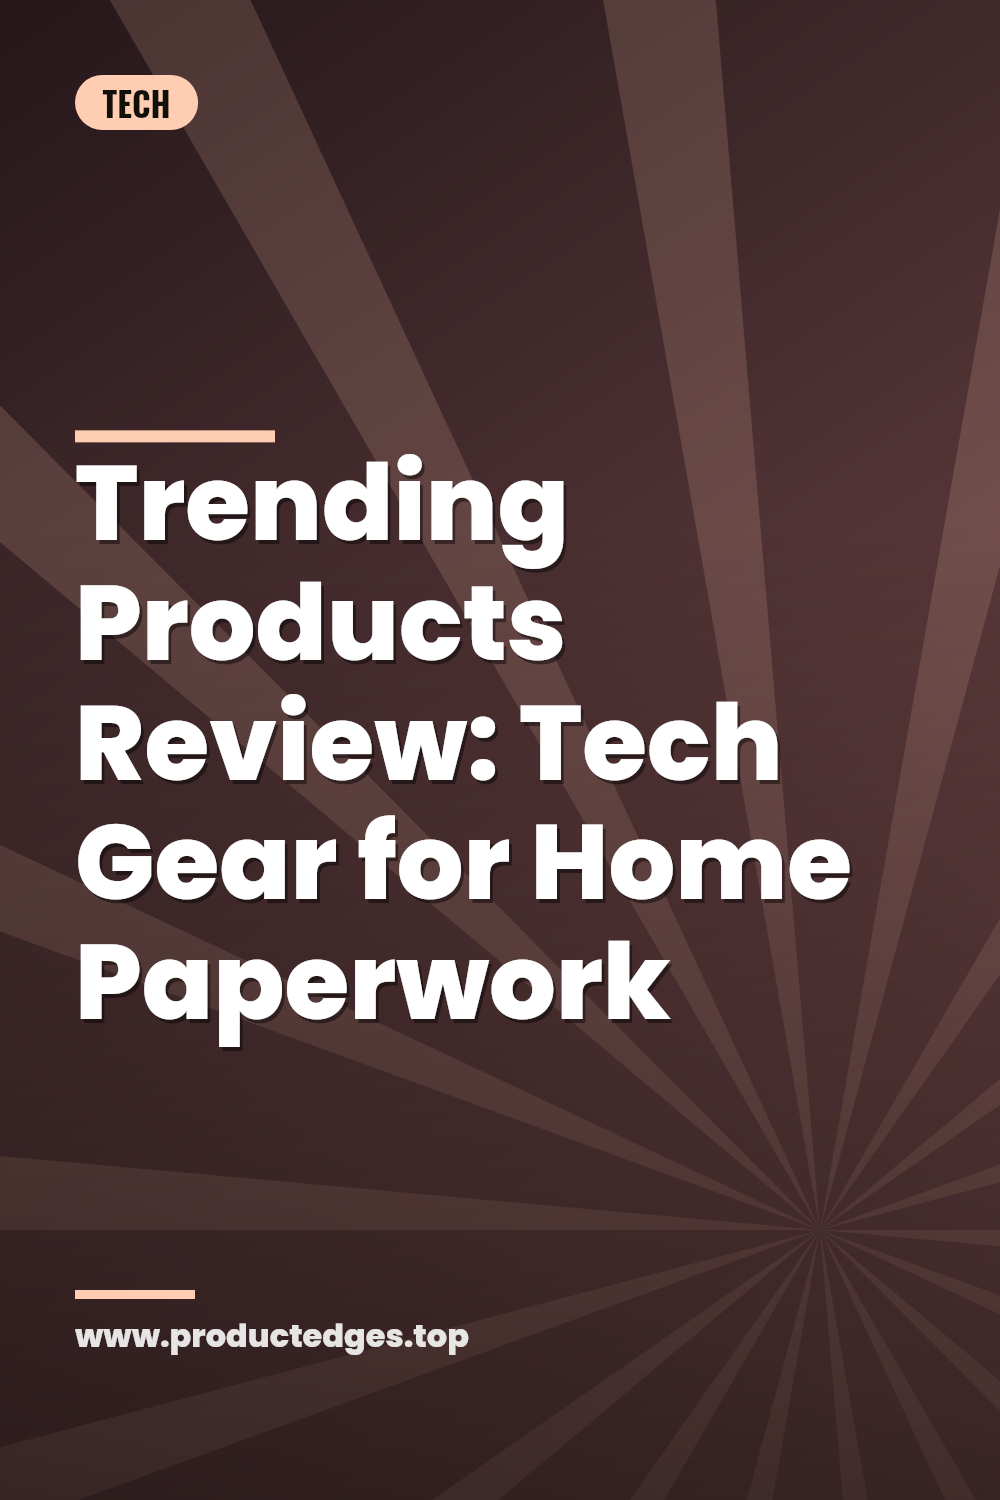 TECH
Trending
Products
Review: Tech
Gear for Home
Paperwork
www.productedges.top